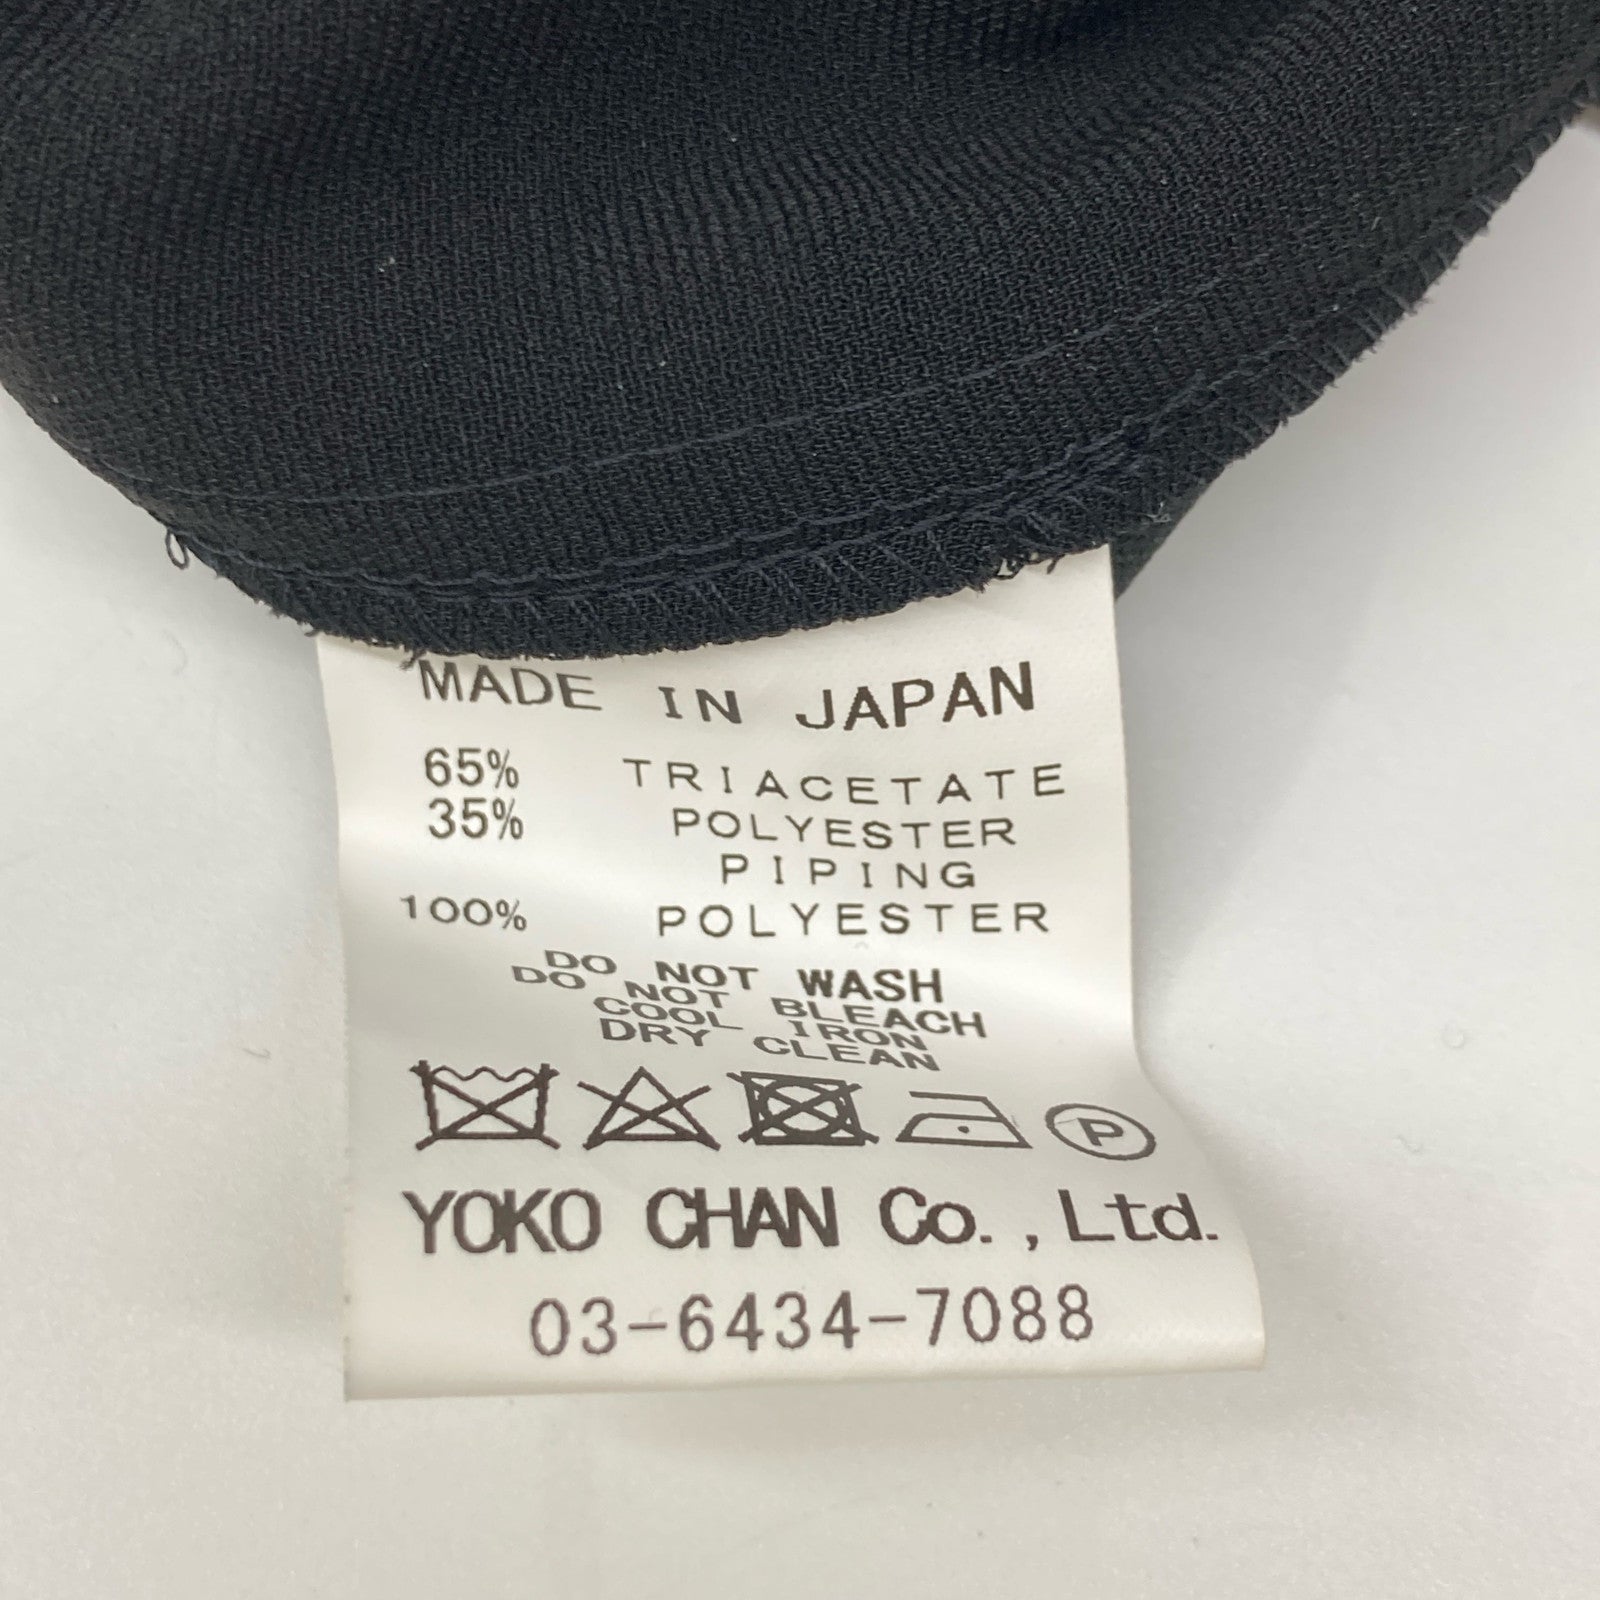 MADE IN JAPAN
65% TRIACETATE
35% POLYESTER
PIPING
100% POLYESTER
DO NOT WASH
DO NOT BLEACH
COOL IRON
DRY CLEAN
P
YOKO CHAN Co., Ltd.
03-6434-7088